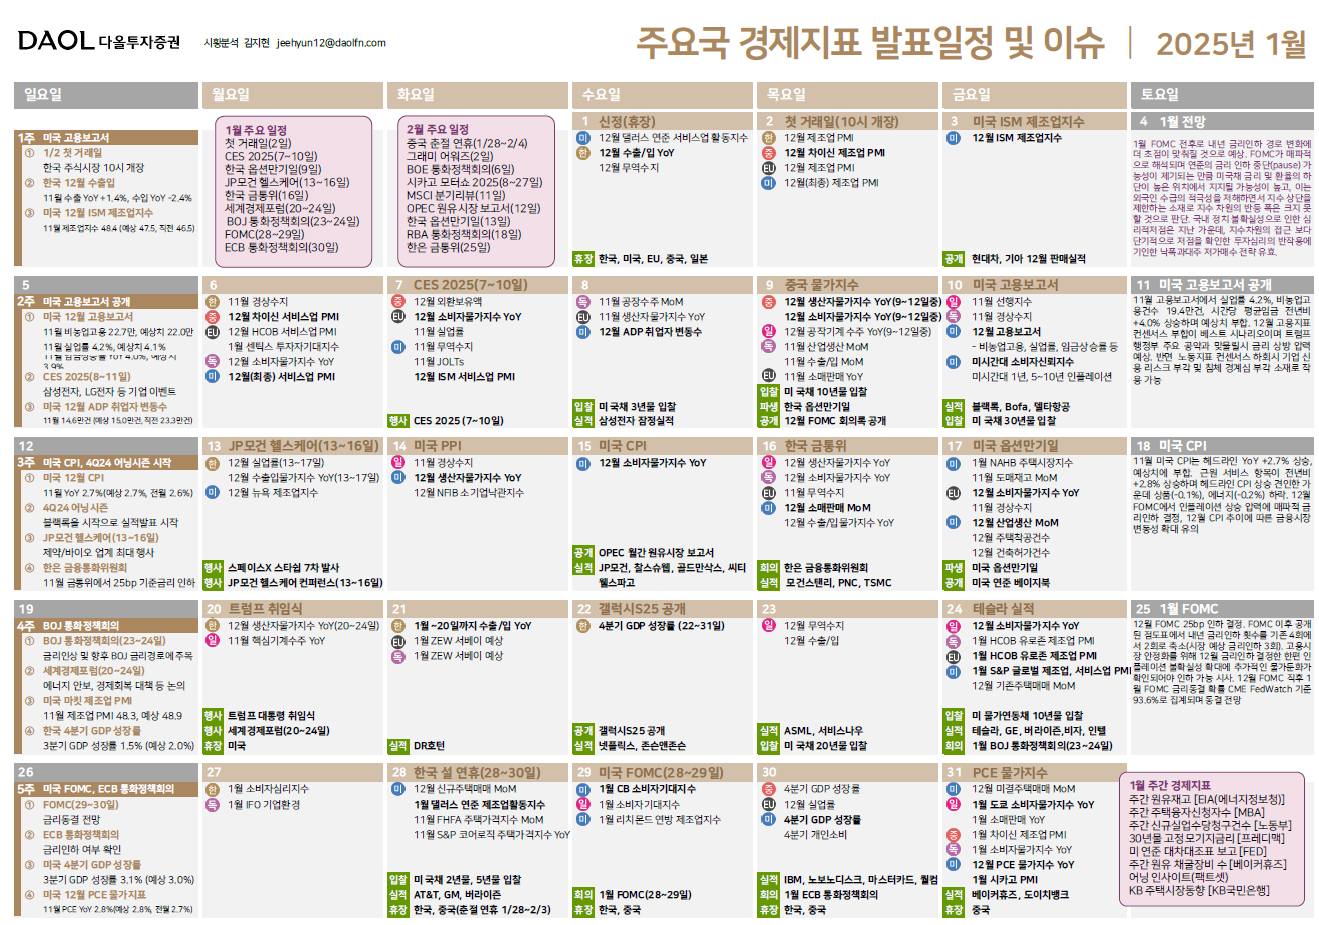 DAOL 다올투자증권
시황분석 김지현 jeehyun12@daolfn.com
주요국 경제지표 발표일정 및 이슈 | 2025년 1월
일요일 월요일 화요일 수요일 목요일 금요일 토요일
1주 미국 고용보고서
① 1/2 첫 거래일
한국 주식시장 10시 개장
② 한국 12월 수출입
11월 수출 YoY +1.4%, 수입 YoY -2.4%
③ 미국 12월 ISM 제조업지수
11월 제조업지수 48.4 (예상 47.5, 직전 46.5)
1월 주요 일정
첫 거래일(2일)
CES 2025(7~10일)
한국 옵션만기일(9일)
JP모건 헬스케어(13~16일)
한국 금통위(16일)
세계경제포럼(20~24일)
BOJ 통화정책회의(23~24일)
FOMC(28~29일)
ECB 통화정책회의(30일)
2월 주요 일정
중국 춘절 연휴(1/28~2/4)
그래미 어워즈(2일)
BOE 통화정책회의(6일)
시카고 모터쇼 2025(8~27일)
MSCI 분기리뷰(11일)
OPEC 원유시장 보고서(12일)
한국 옵션만기일(13일)
RBA 통화정책회의(18일)
한은 금통위(25일)
1 신정(휴장)
미 12월 댈러스 연준 서비스업 활동지수
한 12월 수출/입 YoY
12월 무역수지
휴장 한국, 미국, EU, 중국, 일본
2 첫 거래일(10시 개장)
한 12월 제조업 PMI
중 12월 차이신 제조업 PMI
EU 12월 제조업 PMI
미 12월(최종) 제조업 PMI
3 미국 ISM 제조업지수
미 12월 ISM 제조업지수
공개 현대차, 기아 12월 판매실적
4 1월 전망
1월 FOMC 전후로 내년 금리인하 경로 변화에
더 초점이 맞춰질 것으로 예상. FOMC가 매파적
으로 해석되며 연준의 금리 인하 중단(pause) 가
능성이 제기되는 만큼 미국채 금리 및 환율의 하
단이 높은 위치에서 지지될 가능성이 높고, 이는
외국인 수급의 적극성을 저해하면서 지수 상단을
제한하는 소재로 지수 차원의 반등 폭은 크지 못
할 것으로 판단. 국내 정치 불확실성으로 인한 심
리적저점은 지난 가운데, 지수차원의 접근 보다
단기적으로 저점을 확인한 투자심리의 반작용에
기인한 낙폭과대주 저가매수 전략 유효.
5
2주 미국 고용보고서 공개
① 미국 12월 고용보고서
11월 비농업고용 22.7만, 예상치 22.0만
11월 실업률 4.2%, 예상치 4.1%
11월 임금상승률 YoY 4.0%, 예상치
3.9%
② CES 2025(8~11일)
삼성전자, LG전자 등 기업 이벤트
③ 미국 12월 ADP 취업자 변동수
11월 14.6만건 (예상 15.0만건, 직전 23.3만건)
6
한 11월 경상수지
중 12월 차이신 서비스업 PMI
EU 12월 HCOB 서비스업 PMI
1월 센틱스 투자자기대지수
독 12월 소비자물가지수 YoY
미 12월(최종) 서비스업 PMI
7 CES 2025(7~10일)
중 12월 외환보유액
EU 12월 소비자물가지수 YoY
11월 실업률
미 11월 무역수지
11월 JOLTs
12월 ISM 서비스업 PMI
행사 CES 2025 (7~10일)
8
독 11월 공장수주 MoM
EU 11월 생산자물가지수 YoY
미 12월 ADP 취업자 변동수
입찰 미 국채 3년물 입찰
실적 삼성전자 잠정실적
9 중국 물가지수
중 12월 생산자물가지수 YoY(9~12일중)
12월 소비자물가지수 YoY(9~12일중)
일 12월 공작기계 수주 YoY(9~12일중)
독 11월 산업생산 MoM
11월 수출/입 MoM
EU 11월 소매판매 YoY
입찰 미 국채 10년물 입찰
파생 한국 옵션만기일
공개 12월 FOMC 회의록 공개
10 미국 고용보고서
일 11월 선행지수
독 11월 경상수지
미 12월 고용보고서
- 비농업고용, 실업률, 임금상승률 등
미 미시간대 소비자신뢰지수
미시간대 1년, 5~10년 인플레이션
실적 블랙록, Bofa, 델타항공
입찰 미 국채 30년물 입찰
11 미국 고용보고서 공개
11월 고용보고서에서 실업률 4.2%, 비농업고
용건수 19.4만건, 시간당 평균임금 전년비
+4.0% 상승하며 예상치 부합. 12월 고용지표
컨센서스 부합이 베스트 시나리오이며 트럼프
행정부 주요 공약과 맞물릴시 금리 상방 압력
예상, 반면 노동지표 컨센서스 하회시 기업 신
용 리스크 부각 및 침체 경계심 부각 소재로 작
용 가능
12
3주 미국 CPI, 4Q24 어닝시즌 시작
① 미국 12월 CPI
11월 YoY 2.7%(예상 2.7%, 전월 2.6%)
② 4Q24 어닝시즌
블랙록을 시작으로 실적발표 시작
③ JP모건 헬스케어(13~16일)
제약/바이오 업계 최대 행사
④ 한은 금융통화위원회
11월 금통위에서 25bp 기준금리 인하
13 JP모건 헬스케어(13~16일)
한 12월 실업률(13~17일)
12월 수출입물가지수 YoY(13~17일)
미 12월 뉴욕 제조업지수
행사 스페이스X 스타쉽 7차 발사
행사 JP모건 헬스케어 컨퍼런스(13~16일)
14 미국 PPI
일 11월 경상수지
미 12월 생산자물가지수 YoY
12월 NFIB 소기업낙관지수
15 미국 CPI
미 12월 소비자물가지수 YoY
공개 OPEC 월간 원유시장 보고서
실적 JP모건, 찰스슈웹, 골드만삭스, 씨티
웰스파고
16 한국 금통위
일 12월 생산자물가지수 YoY
독 12월 소비자물가지수 YoY
EU 11월 무역수지
미 12월 소매판매 MoM
12월 수출/입물가지수 YoY
회의 한은 금융통화위원회
실적 모건스탠리, PNC, TSMC
17 미국 옵션만기일
미 1월 NAHB 주택시장지수
11월 도매재고 MoM
EU 12월 소비자물가지수 YoY
11월 경상수지
미 12월 산업생산 MoM
12월 주택착공건수
12월 건축허가건수
파생 미국 옵션만기일
공개 미국 연준 베이지북
18 미국 CPI
11월 미국 CPI는 헤드라인 YoY +2.7% 상승,
예상치에 부합. 근원 서비스 항목이 전년비
+2.8% 상승하며 헤드라인 CPI 상승 견인한 가
운데 상품(-0.1%), 에너지(-0.2%) 하락. 12월
FOMC에서 인플레이션 상승 압력에 매파적 금
리인하 결정, 12월 CPI 추이에 따른 금융시장
변동성 확대 유의
19
4주 BOJ 통화정책회의
① BOJ 통화정책회의(23~24일)
금리인상 및 향후 BOJ 금리경로에 주목
② 세계경제포럼(20~24일)
에너지 안보, 경제회복 대책 등 논의
③ 미국 마킷 제조업 PMI
11월 제조업 PMI 48.3, 예상 48.9
④ 한국 4분기 GDP 성장률
3분기 GDP 성장률 1.5% (예상 2.0%)
20 트럼프 취임식
한 12월 생산자물가지수 YoY(20~24일)
일 11월 핵심기계수주 YoY
행사 트럼프 대통령 취임식
행사 세계경제포럼(20~24일)
휴장 미국
21
한 1월 ~20일까지 수출/입 YoY
EU 1월 ZEW 서베이 예상
독 1월 ZEW 서베이 예상
실적 DR호턴
22 갤럭시S25 공개
한 4분기 GDP 성장률 (22~31일)
공개 갤럭시S25 공개
실적 넷플릭스, 존슨앤존슨
23
일 12월 무역수지
12월 수출/입
실적 ASML, 서비스나우
입찰 미 국채 20년물 입찰
24 테슬라 실적
일 12월 소비자물가지수 YoY
독 1월 HCOB 유로존 제조업 PMI
EU 1월 HCOB 유로존 제조업 PMI
미 1월 S&P 글로벌 제조업, 서비스업 PMI
12월 기존주택매매 MoM
입찰 미 물가연동채 10년물 입찰
실적 테슬라, GE, 버라이즌,비자, 인텔
회의 1월 BOJ 통화정책회의(23~24일)
25 1월 FOMC
12월 FOMC 25bp 인하 결정. FOMC 이후 공개
된 점도표에서 내년 금리인하 횟수를 기존 4회에
서 2회로 축소(시장 예상 금리인하 3회). 고용시
장 안정화를 위해 12월 금리인하 결정한 한편 인
플레이션 불확실성 확대에 추가적인 물가둔화가
확인되어야 인하 가능 시사. 12월 FOMC 직후 1
월 FOMC 금리동결 확률 CME FedWatch 기준
93.6%로 집계되며 동결 전망
26
5주 미국 FOMC, ECB 통화정책회의
① FOMC(29~30일)
금리동결 전망
② ECB 통화정책회의
금리인하 여부 확인
③ 미국 4분기 GDP 성장률
3분기 GDP 성장률 3.1% (예상 3.0%)
④ 미국 12월 PCE 물가지표
11월 PCE YoY 2.8%(예상 2.8%, 전월 2.7%)
27
한 1월 소비자심리지수
독 1월 IFO 기업환경
28 한국 설 연휴(28~30일)
미 12월 신규주택매매 MoM
1월 댈러스 연준 제조업활동지수
11월 FHFA 주택가격지수 MoM
11월 S&P 코어로직 주택가격지수 YoY
입찰 미국채 2년물, 5년물 입찰
실적 AT&T, GM, 버라이즌
휴장 한국, 중국(춘절 연휴 1/28~2/3)
29 미국 FOMC(28~29일)
미 1월 CB 소비자기대지수
일 1월 소비자기대지수
미 1월 리치몬드 연방 제조업지수
회의 1월 FOMC(28~29일)
휴장 한국, 중국
30
중 4분기 GDP 성장률
EU 12월 실업률
미 4분기 GDP 성장률
4분기 개인소비
실적 IBM, 노보노디스크, 마스터카드, 월컴
회의 1월 ECB 통화정책회의
휴장 한국, 중국
31 PCE 물가지수
미 12월 미결주택매매 MoM
일 1월 도쿄 소비자물가지수 YoY
1월 소매판매 YoY
중 1월 차이신 제조업 PMI
독 1월 소비자물가지수 YoY
미 12월 PCE 물가지수 YoY
1월 시카고 PMI
실적 베이커휴즈, 도이치뱅크
휴장 중국
1월 주간 경제지표
주간 원유재고 [EIA(에너지정보청)]
주간 주택융자신청자수 [MBA]
주간 신규실업수당청구건수 [노동부]
30년물 고정모기지금리 [프레디맥]
미 연준 대차대조표 보고 [FED]
주간 원유 채굴장비 수 [베이커휴즈]
어닝 인사이트(팩트셋)
KB 주택시장동향 [KB국민은행]